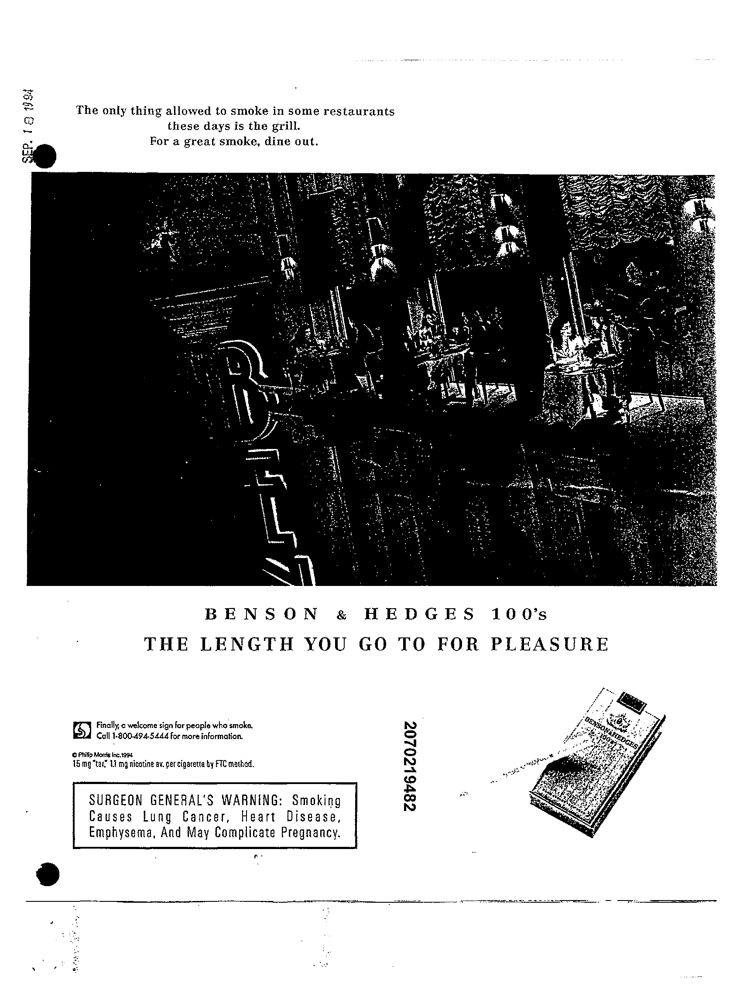 SEP. 18 1994
The only thing allowed to smoke in some restaurants
these days is the grill.
For a great smoke, dine out.
B
BENSON & HEDGES 100's
THE LENGTH YOU GO TO FOR PLEASURE
Finally, a welcome sign for people who smoke.
Call 1-800-494-5444 for more information.
© Philip Morris Inc. 1994
15 mg "tar," 1.1 mg nicotine av. per cigarette by FTC method.
SURGEON GENERAL'S WARNING: Smoking
Causes Lung Cancer, Heart Disease,
Emphysema, And May Complicate Pregnancy.
2070219482
BENSON & HEDGES